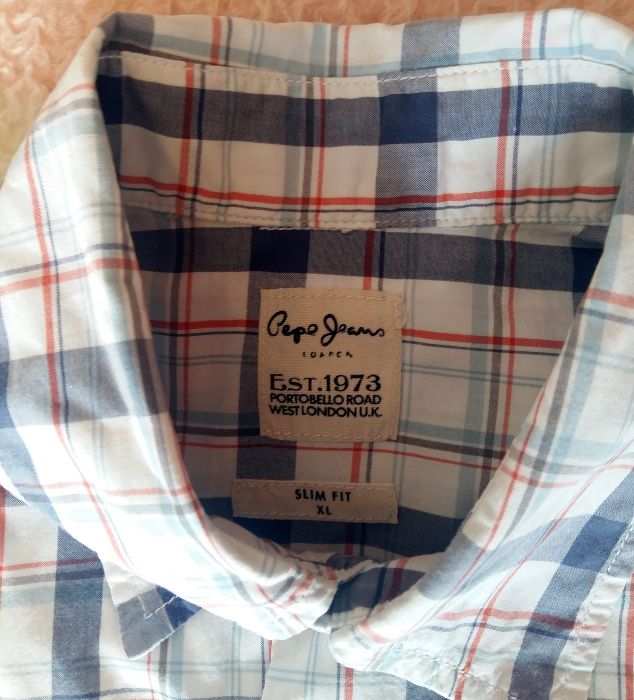 Pepe Jeans
LONDON
EST.1973
PORTOBELLO ROAD
WEST LONDON U.K.
SLIM FIT
XL